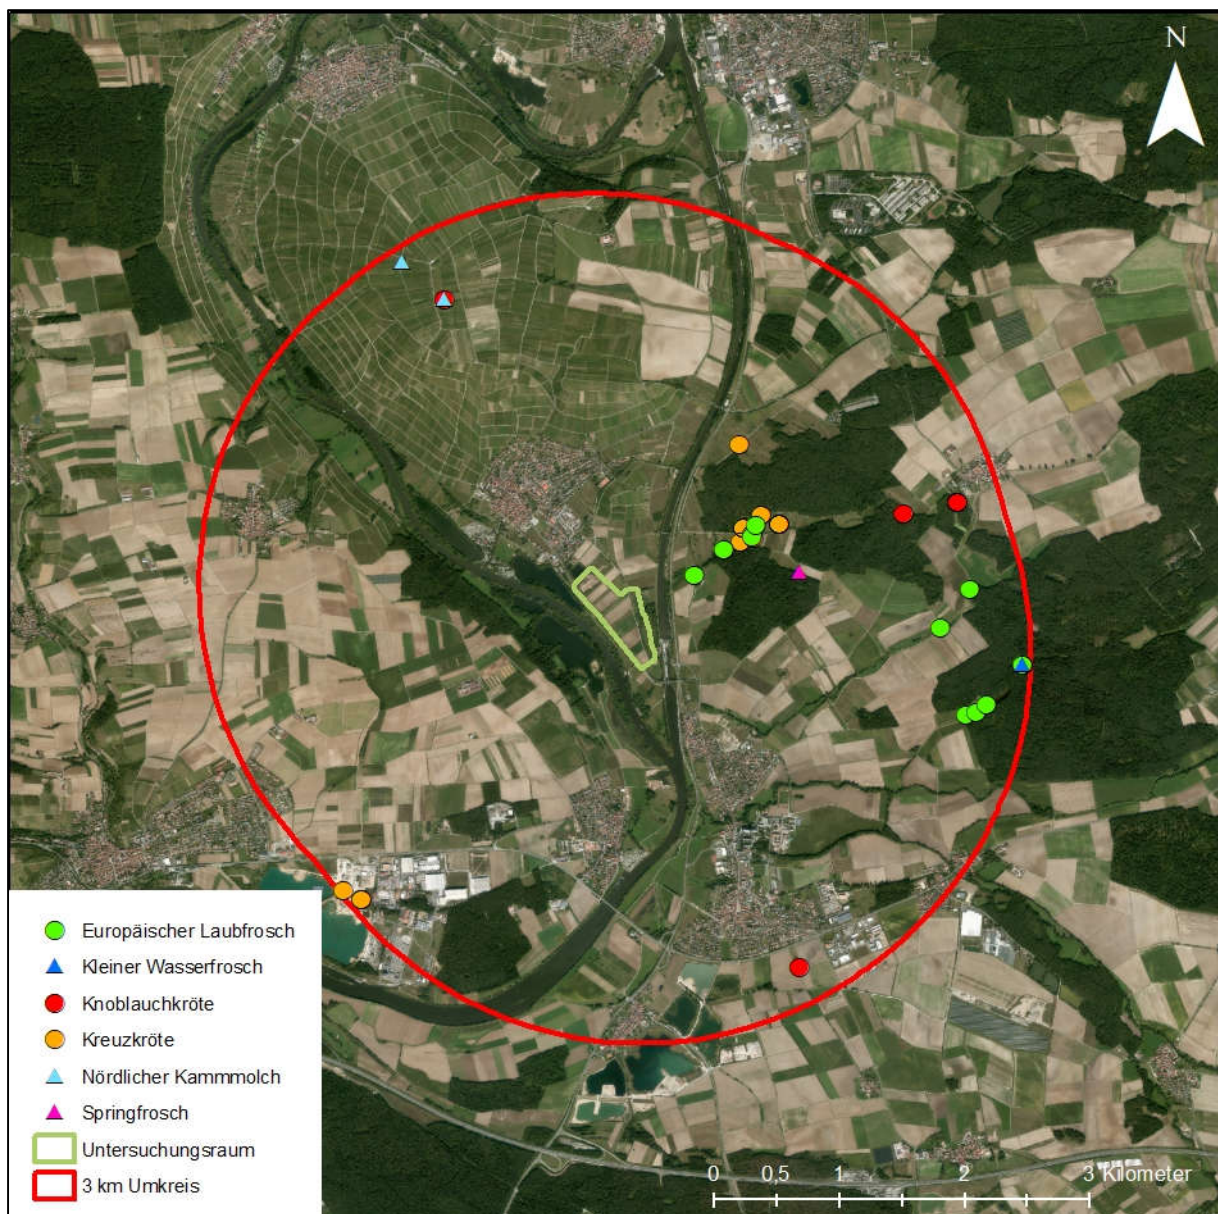 N
Europäischer Laubfrosch
Kleiner Wasserfrosch
Knoblauchkröte
Kreuzkröte
Nördlicher Kammmolch
Springfrosch
Untersuchungsraum
3 km Umkreis
0 0,5 1 2 3 Kilometer